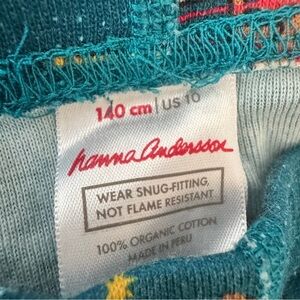 140 cm | US 10
hanna Andersson
WEAR SNUG-FITTING,
NOT FLAME RESISTANT
100% ORGANIC COTTON
MADE IN PERU